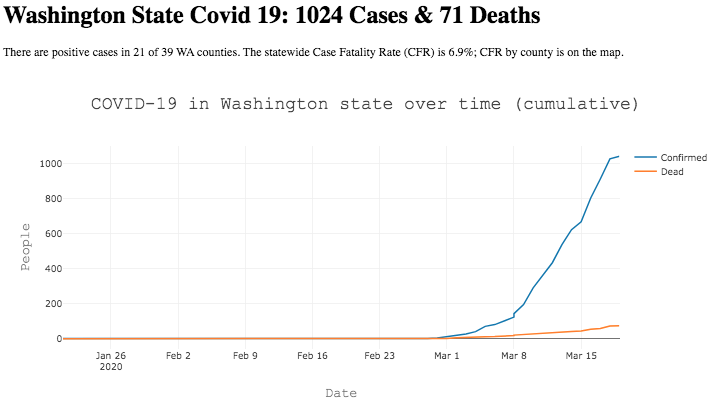 Washington State Covid 19: 1024 Cases & 71 Deaths
There are positive cases in 21 of 39 WA counties. The statewide Case Fatality Rate (CFR) is 6.9%; CFR by county is on the map.
COVID-19 in Washington state over time (cumulative)
Confirmed
Dead
1000
800
600
400
200
0
People
Jan 26 Feb 2 Feb 9 Feb 16 Feb 23 Mar 1 Mar 8 Mar 15
2020
Date